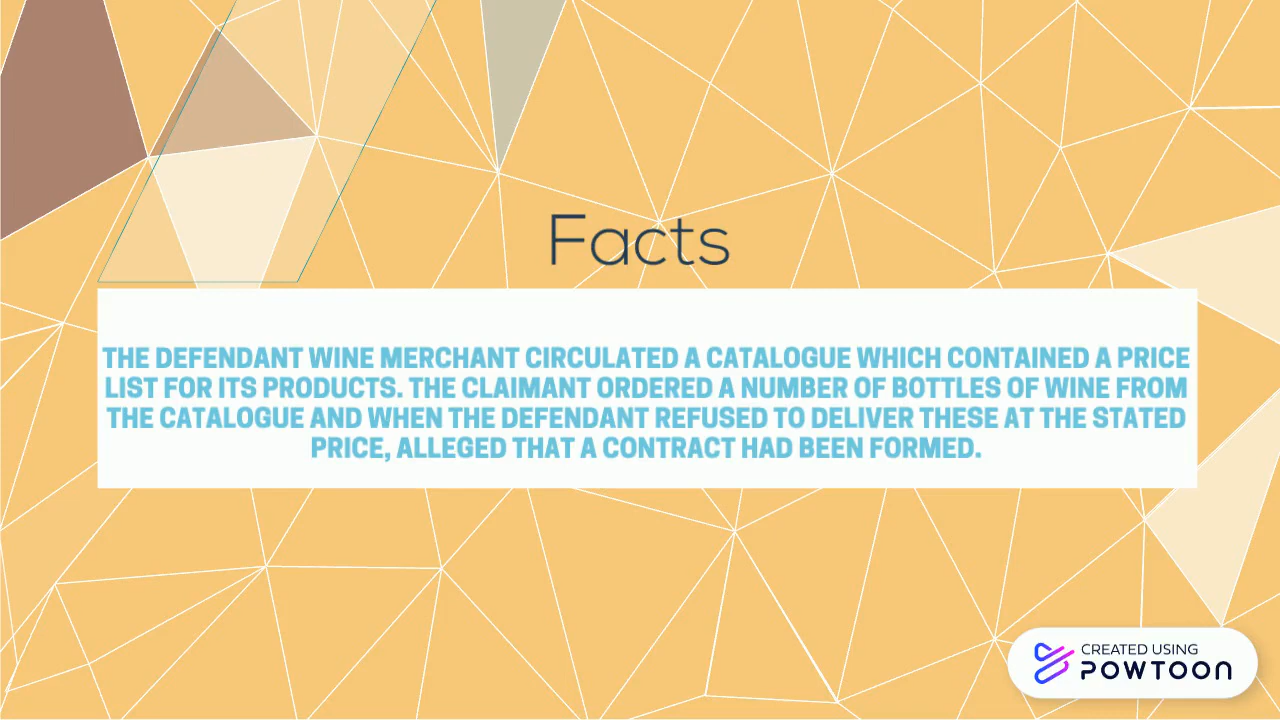 Facts
THE DEFENDANT WINE MERCHANT CIRCULATED A CATALOGUE WHICH CONTAINED A PRICE
LIST FOR ITS PRODUCTS. THE CLAIMANT ORDERED A NUMBER OF BOTTLES OF WINE FROM
THE CATALOGUE AND WHEN THE DEFENDANT REFUSED TO DELIVER THESE AT THE STATED
PRICE, ALLEGED THAT A CONTRACT HAD BEEN FORMED.
CREATED USING
POWTOON